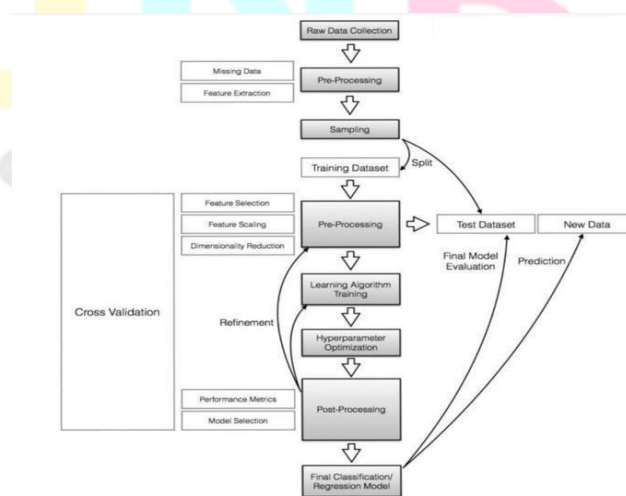 Raw Data Collection
Missing Data
Feature Extraction
Pre-Processing
Sampling
Split
Training Dataset
Feature Selection
Feature Scaling
Dimensionality Reduction
Pre-Processing
Test Dataset
New Data
Final Model
Evaluation
Prediction
Learning Algorithm
Training
Cross Validation
Refinement
Hyperparameter
Optimization
Performance Metrics
Model Selection
Post-Processing
Final Classification/
Regression Model